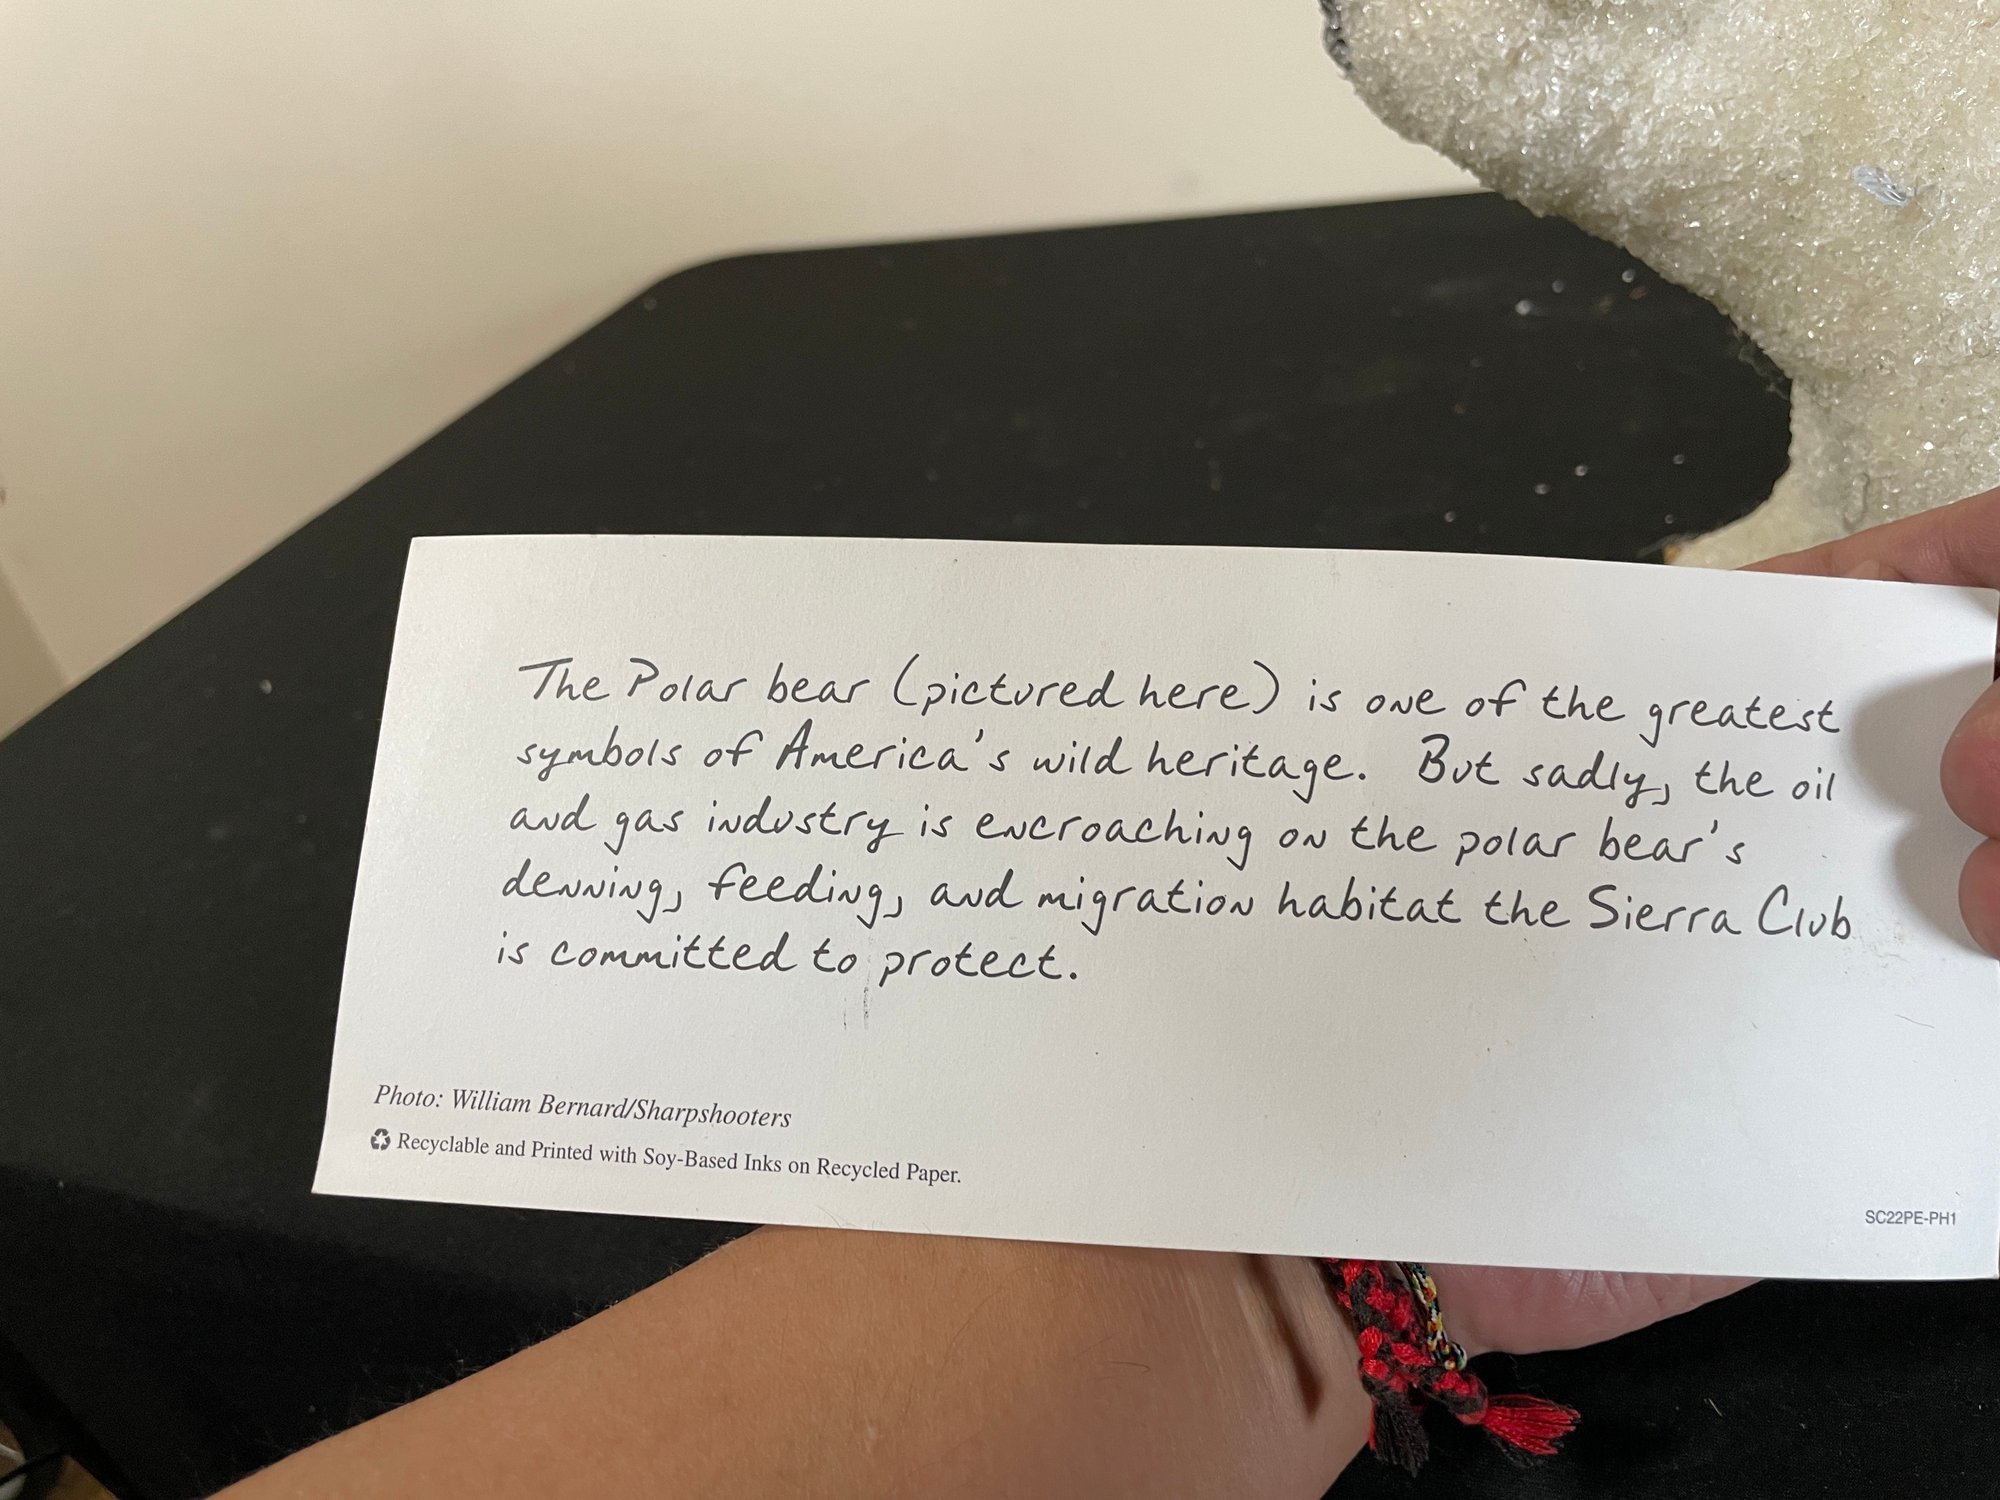 The Polar bear (pictured here) is one of the greatest
symbols of America's wild heritage. But sadly, the oil
and gas industry is encroaching on the polar bear's
denning, feeding, and migration habitat the Sierra Club
is committed to protect.
Photo: William Bernard/Sharpshooters
Recyclable and Printed with Soy-Based Inks on Recycled Paper.
SC22PE-PH1